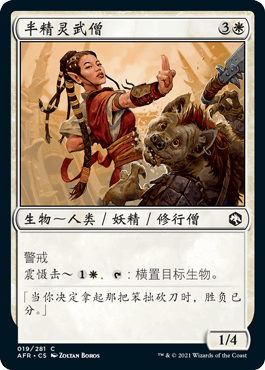 半精灵武僧 3
生物～人类 / 妖精 / 修行僧
警戒
震慑击～ 1 , ：横置目标生物。
「当你决定拿起那把笨拙砍刀时，胜负已
分。」
1/4
019/281 C
AFR • CS ZOLTAN BOROS
™ & © 2021 Wizards of the Coast